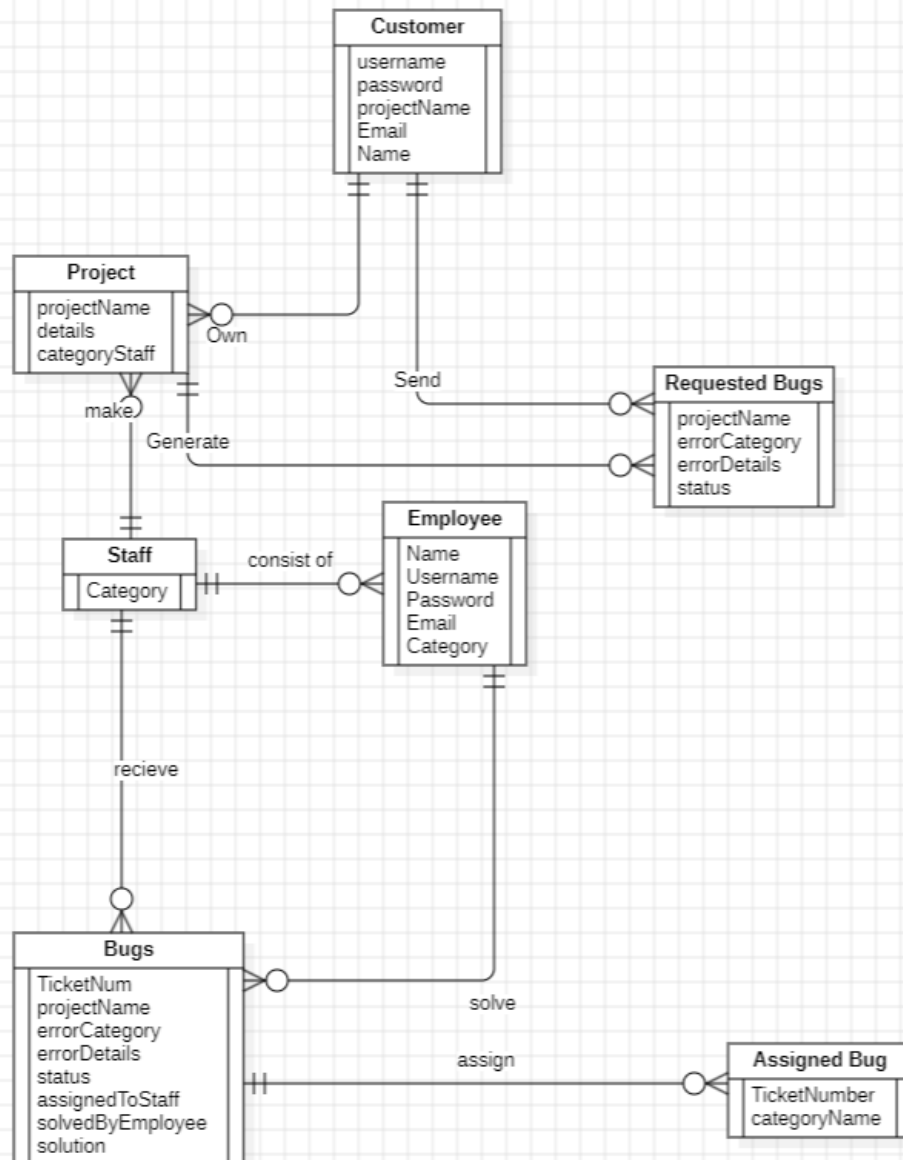 Customer
username
password
projectName
Email
Name
Project
projectName
details
categoryStaff
Own
make
Generate
Send
Requested Bugs
projectName
errorCategory
errorDetails
status
Staff
Category
consist of
Employee
Name
Username
Password
Email
Category
recieve
solve
Bugs
TicketNum
projectName
errorCategory
errorDetails
status
assignedToStaff
solvedByEmployee
solution
assign
Assigned Bug
TicketNumber
categoryName